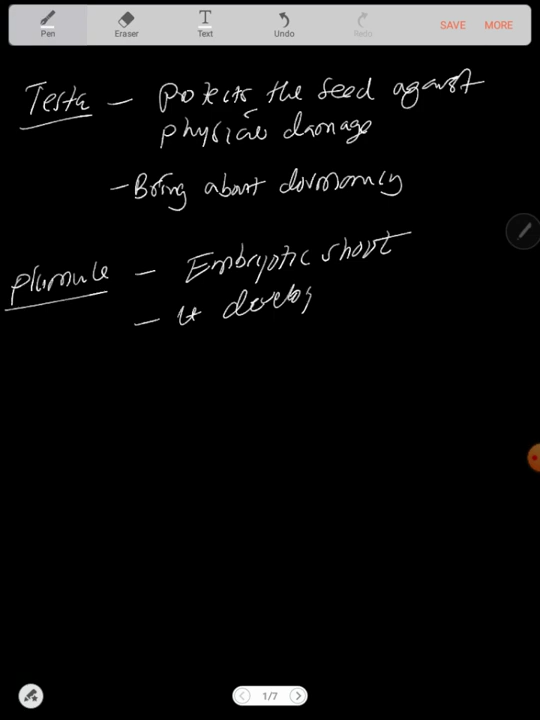 Pen Eraser Text Undo Redo SAVE MORE
Testa – Protects the seed against
physical damage
– Bring about dormancy
Plumule – Embryotic shoot
– It develop
1/7